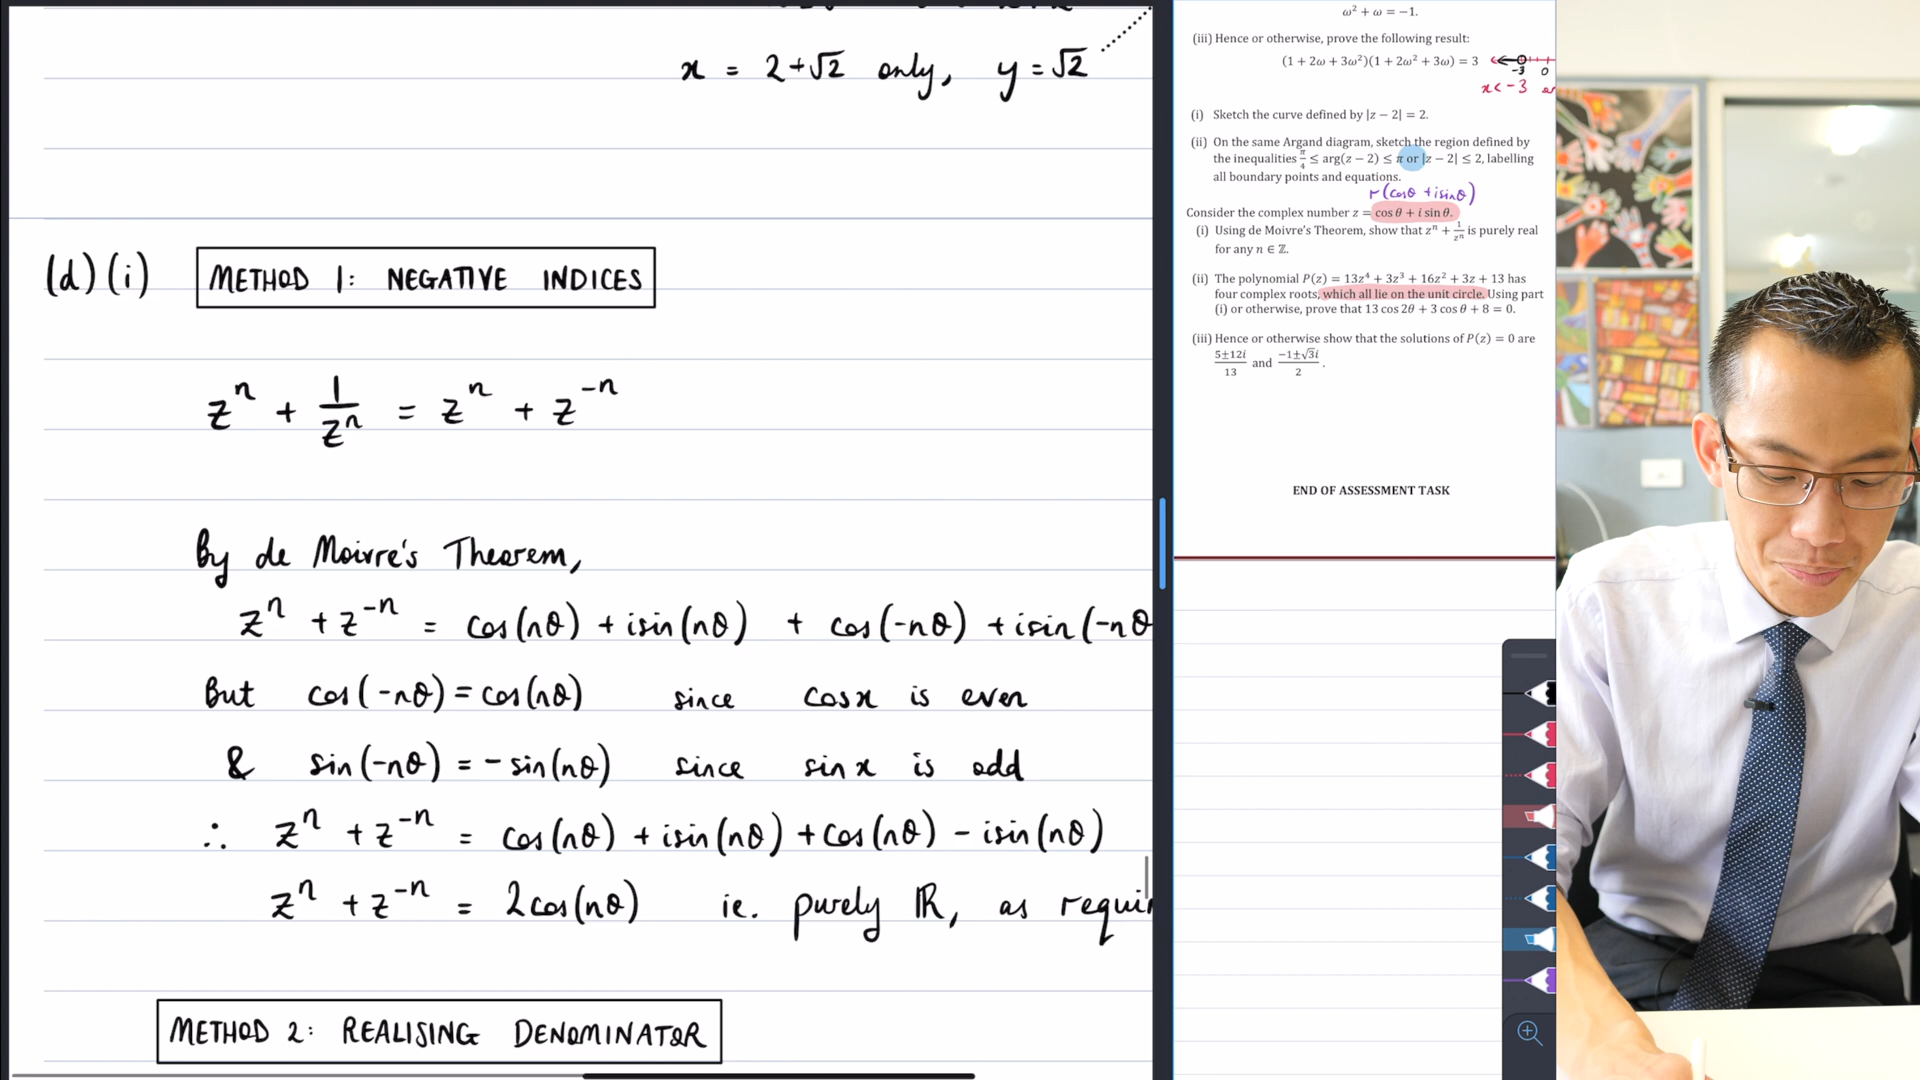 x = 2+√2 only, y = √2
(d)(i) METHOD 1: NEGATIVE INDICES
zⁿ + 1/zⁿ = zⁿ + z⁻ⁿ
By de Moivre's Theorem,
zⁿ + z⁻ⁿ = cos(nθ) + isin(nθ) + cos(-nθ) + isin(-nθ
But cos(-nθ) = cos(nθ) since cosx is even
& sin(-nθ) = - sin(nθ) since sinx is odd
∴ zⁿ + z⁻ⁿ = cos(nθ) + isin(nθ) + cos(nθ) - isin(nθ)
zⁿ + z⁻ⁿ = 2cos(nθ) ie. purely ℝ, as requi
METHOD 2: REALISING DENOMINATOR
ω² + ω = −1.
(iii) Hence or otherwise, prove the following result:
(1 + 2ω + 3ω²)(1 + 2ω² + 3ω) = 3
-3 0
x < -3
(i) Sketch the curve defined by |z − 2| = 2.
(ii) On the same Argand diagram, sketch the region defined by
the inequalities π/4 ≤ arg(z − 2) ≤ π or |z − 2| ≤ 2, labelling
all boundary points and equations.
r(cosθ + isinθ)
Consider the complex number z = cos θ + i sin θ.
(i) Using de Moivre's Theorem, show that zⁿ + 1/zⁿ is purely real
for any n ∈ ℤ.
(ii) The polynomial P(z) = 13z⁴ + 3z³ + 16z² + 3z + 13 has
four complex roots, which all lie on the unit circle. Using part
(i) or otherwise, prove that 13 cos 2θ + 3 cos θ + 8 = 0.
(iii) Hence or otherwise show that the solutions of P(z) = 0 are
5±12i/13 and −1±√3i/2 .
END OF ASSESSMENT TASK